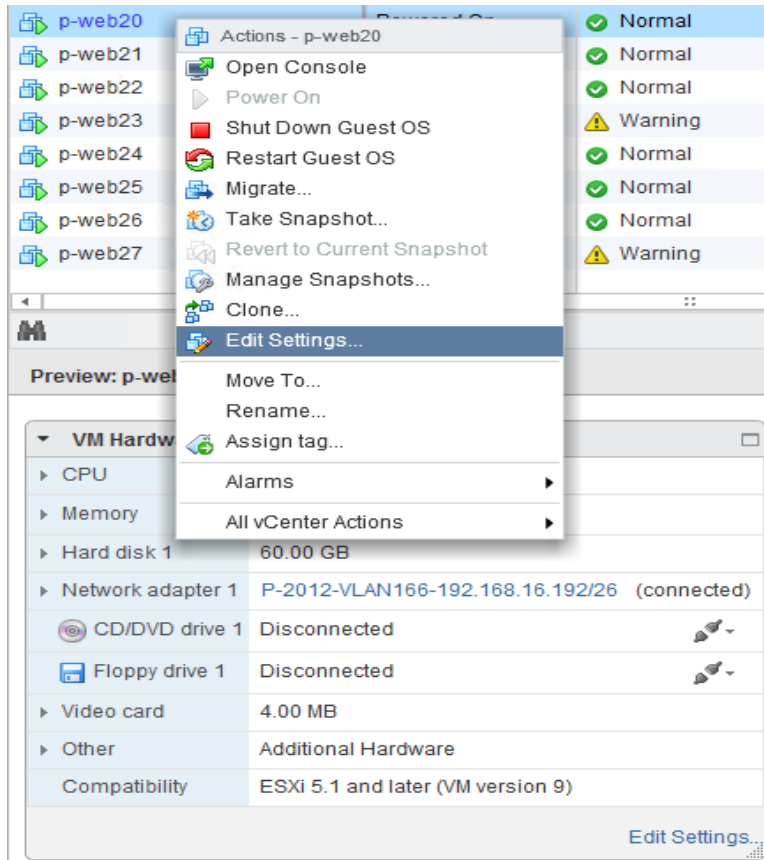 p-web20 Powered On Normal
p-web21 Normal
p-web22 Normal
p-web23 Warning
p-web24 Normal
p-web25 Normal
p-web26 Normal
p-web27 Warning
Actions - p-web20
Open Console
Power On
Shut Down Guest OS
Restart Guest OS
Migrate...
Take Snapshot...
Revert to Current Snapshot
Manage Snapshots...
Clone...
Edit Settings...
Move To...
Rename...
Assign tag...
Alarms
All vCenter Actions
Preview: p-we
VM Hardw
CPU
Memory
Hard disk 1 60.00 GB
Network adapter 1 P-2012-VLAN166-192.168.16.192/26 (connected)
CD/DVD drive 1 Disconnected
Floppy drive 1 Disconnected
Video card 4.00 MB
Other Additional Hardware
Compatibility ESXi 5.1 and later (VM version 9)
Edit Settings...